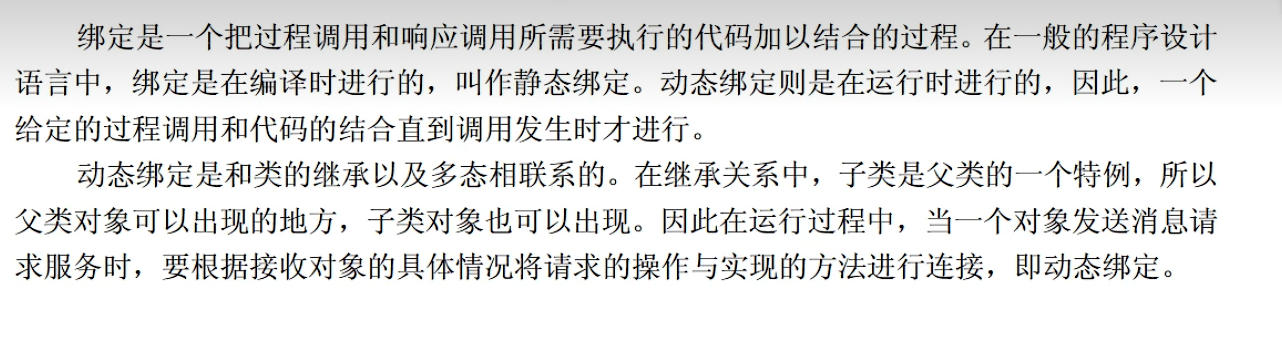 绑定是一个把过程调用和响应调用所需要执行的代码加以结合的过程。在一般的程序设计
语言中，绑定是在编译时进行的，叫作静态绑定。动态绑定则是在运行时进行的，因此，一个
给定的过程调用和代码的结合直到调用发生时才进行。
动态绑定是和类的继承以及多态相联系的。在继承关系中，子类是父类的一个特例，所以
父类对象可以出现的地方，子类对象也可以出现。因此在运行过程中，当一个对象发送消息请
求服务时，要根据接收对象的具体情况将请求的操作与实现的方法进行连接，即动态绑定。